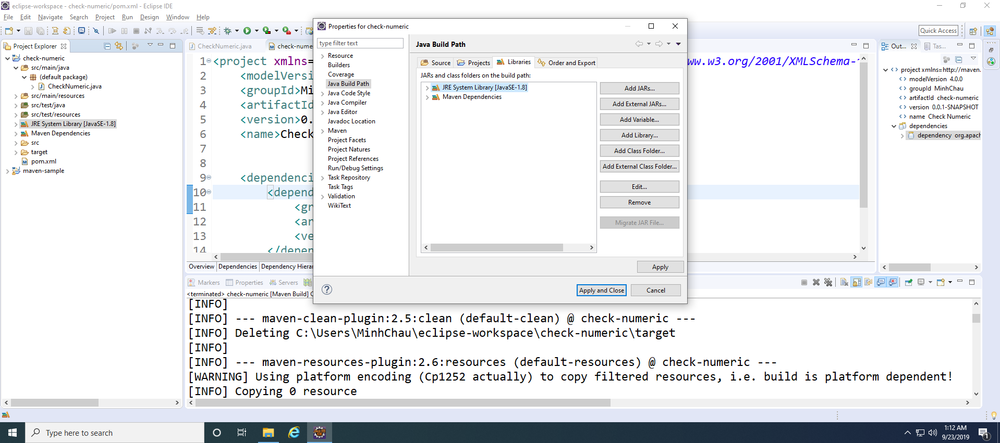 eclipse-workspace - check-numeric/pom.xml - Eclipse IDE
File Edit Navigate Search Project Run Design Window Help
Quick Access
Project Explorer
check-numeric
src/main/java
(default package)
CheckNumeric.java
src/main/resources
src/test/java
src/test/resources
JRE System Library [JavaSE-1.8]
Maven Dependencies
src
target
pom.xml
maven-sample
CheckNumeric.java
check-nume
1 <project xmlns=
ww.w3.org/2001/XMLSchema-
2 <modelVersi
3 <groupId>Mi
4 <artifactId
5 <version>0.
6 <name>Check
7
8
9 <dependenci
10 <depend
11 <gr
12 <ar
13 <ve
14 </depen
Overview Dependencies Dependency Hierar
Properties for check-numeric
type filter text
Resource
Builders
Coverage
Java Build Path
Java Code Style
Java Compiler
Java Editor
Javadoc Location
Maven
Project Facets
Project Natures
Project References
Run/Debug Settings
Task Repository
Task Tags
Validation
WikiText
Java Build Path
Source Projects Libraries Order and Export
JARs and class folders on the build path:
JRE System Library [JavaSE-1.8]
Maven Dependencies
Add JARs...
Add External JARs...
Add Variable...
Add Library...
Add Class Folder...
Add External Class Folder...
Edit...
Remove
Migrate JAR File...
Apply
? Apply and Close Cancel
Out... Tas...
project xmlns=http://maven.
modelVersion 4.0.0
groupId MinhChau
artifactId check-numeric
version 0.0.1-SNAPSHOT
name Check Numeric
dependencies
dependency org.apach
Markers Properties Servers
<terminated> check-numeric [Maven Build] C
[INFO]
[INFO] --- maven-clean-plugin:2.5:clean (default-clean) @ check-numeric ---
[INFO] Deleting C:\Users\MinhChau\eclipse-workspace\check-numeric\target
[INFO]
[INFO] --- maven-resources-plugin:2.6:resources (default-resources) @ check-numeric ---
[WARNING] Using platform encoding (Cp1252 actually) to copy filtered resources, i.e. build is platform dependent!
[INFO] Copying 0 resource
Type here to search
Java EE
IDE
1:12 AM
9/23/2019
1